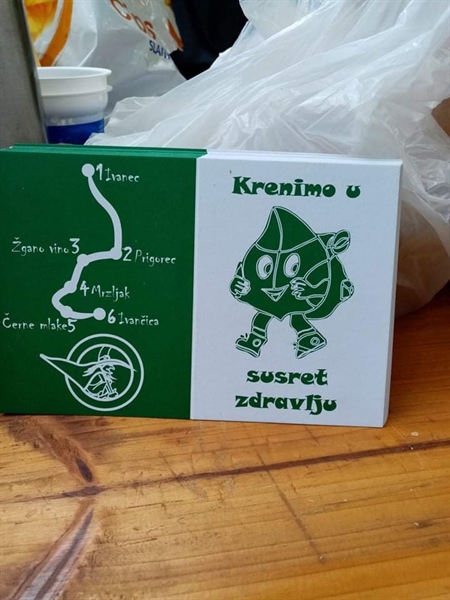 1 Ivanec
Žgano vino 3
2 Prigorec
4 Mrzljak
6 Ivančica
Černe mlake 5
Krenimo u
susret
zdravlju